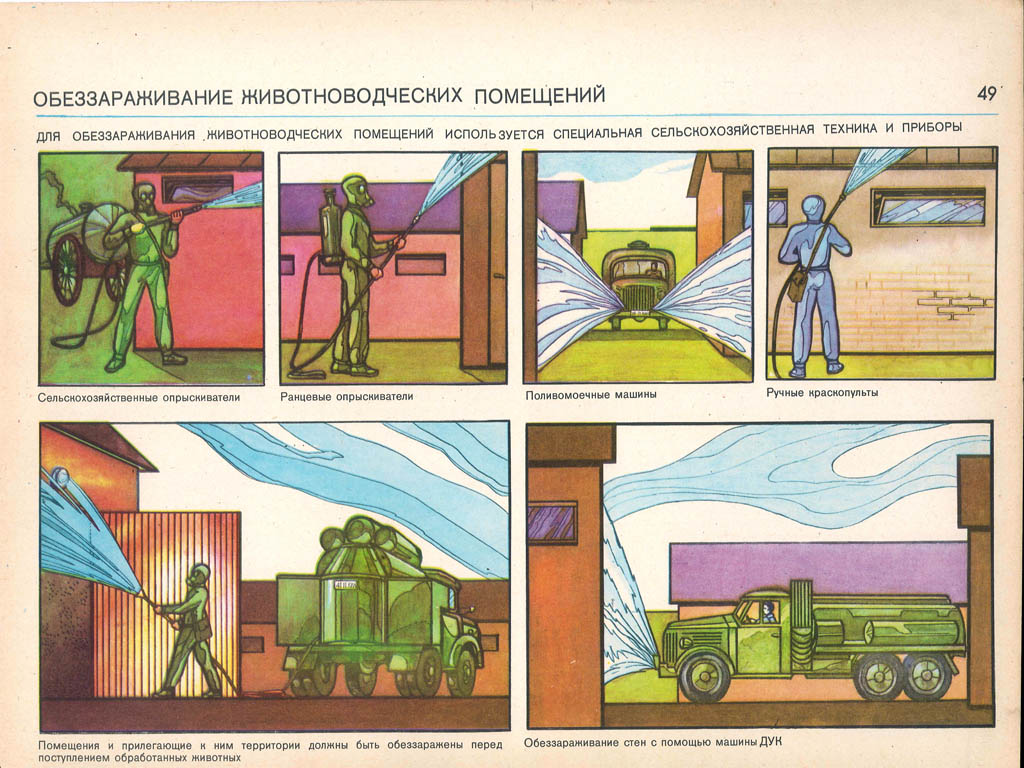 ОБЕЗЗАРАЖИВАНИЕ ЖИВОТНОВОДЧЕСКИХ ПОМЕЩЕНИЙ 49
ДЛЯ ОБЕЗЗАРАЖИВАНИЯ ЖИВОТНОВОДЧЕСКИХ ПОМЕЩЕНИЙ ИСПОЛЬЗУЕТСЯ СПЕЦИАЛЬНАЯ СЕЛЬСКОХОЗЯЙСТВЕННАЯ ТЕХНИКА И ПРИБОРЫ
Сельскохозяйственные опрыскиватели
Ранцевые опрыскиватели
Поливомоечные машины
Ручные краскопульты
Помещения и прилегающие к ним территории должны быть обеззаражены перед
поступлением обработанных животных
Обеззараживание стен с помощью машины ДУК